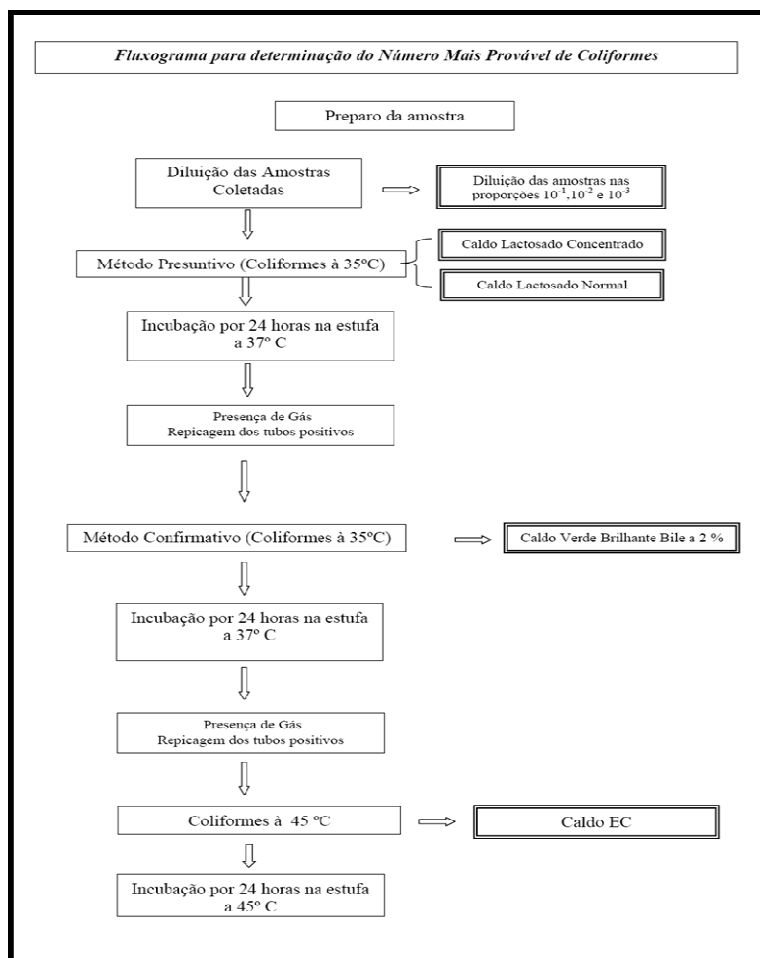 Fluxograma para determinação do Número Mais Provável de Coliformes
Preparo da amostra
Diluição das Amostras
Coletadas
Diluição das amostras nas
proporções 10⁻¹,10⁻² e 10⁻³
Método Presuntivo (Coliformes à 35ºC)
Caldo Lactosado Concentrado
Caldo Lactosado Normal
Incubação por 24 horas na estufa
a 37º C
Presença de Gás
Repicagem dos tubos positivos
Método Confirmativo (Coliformes à 35ºC)
Caldo Verde Brilhante Bile a 2 %
Incubação por 24 horas na estufa
a 37º C
Presença de Gás
Repicagem dos tubos positivos
Coliformes à 45 ºC
Caldo EC
Incubação por 24 horas na estufa
a 45º C